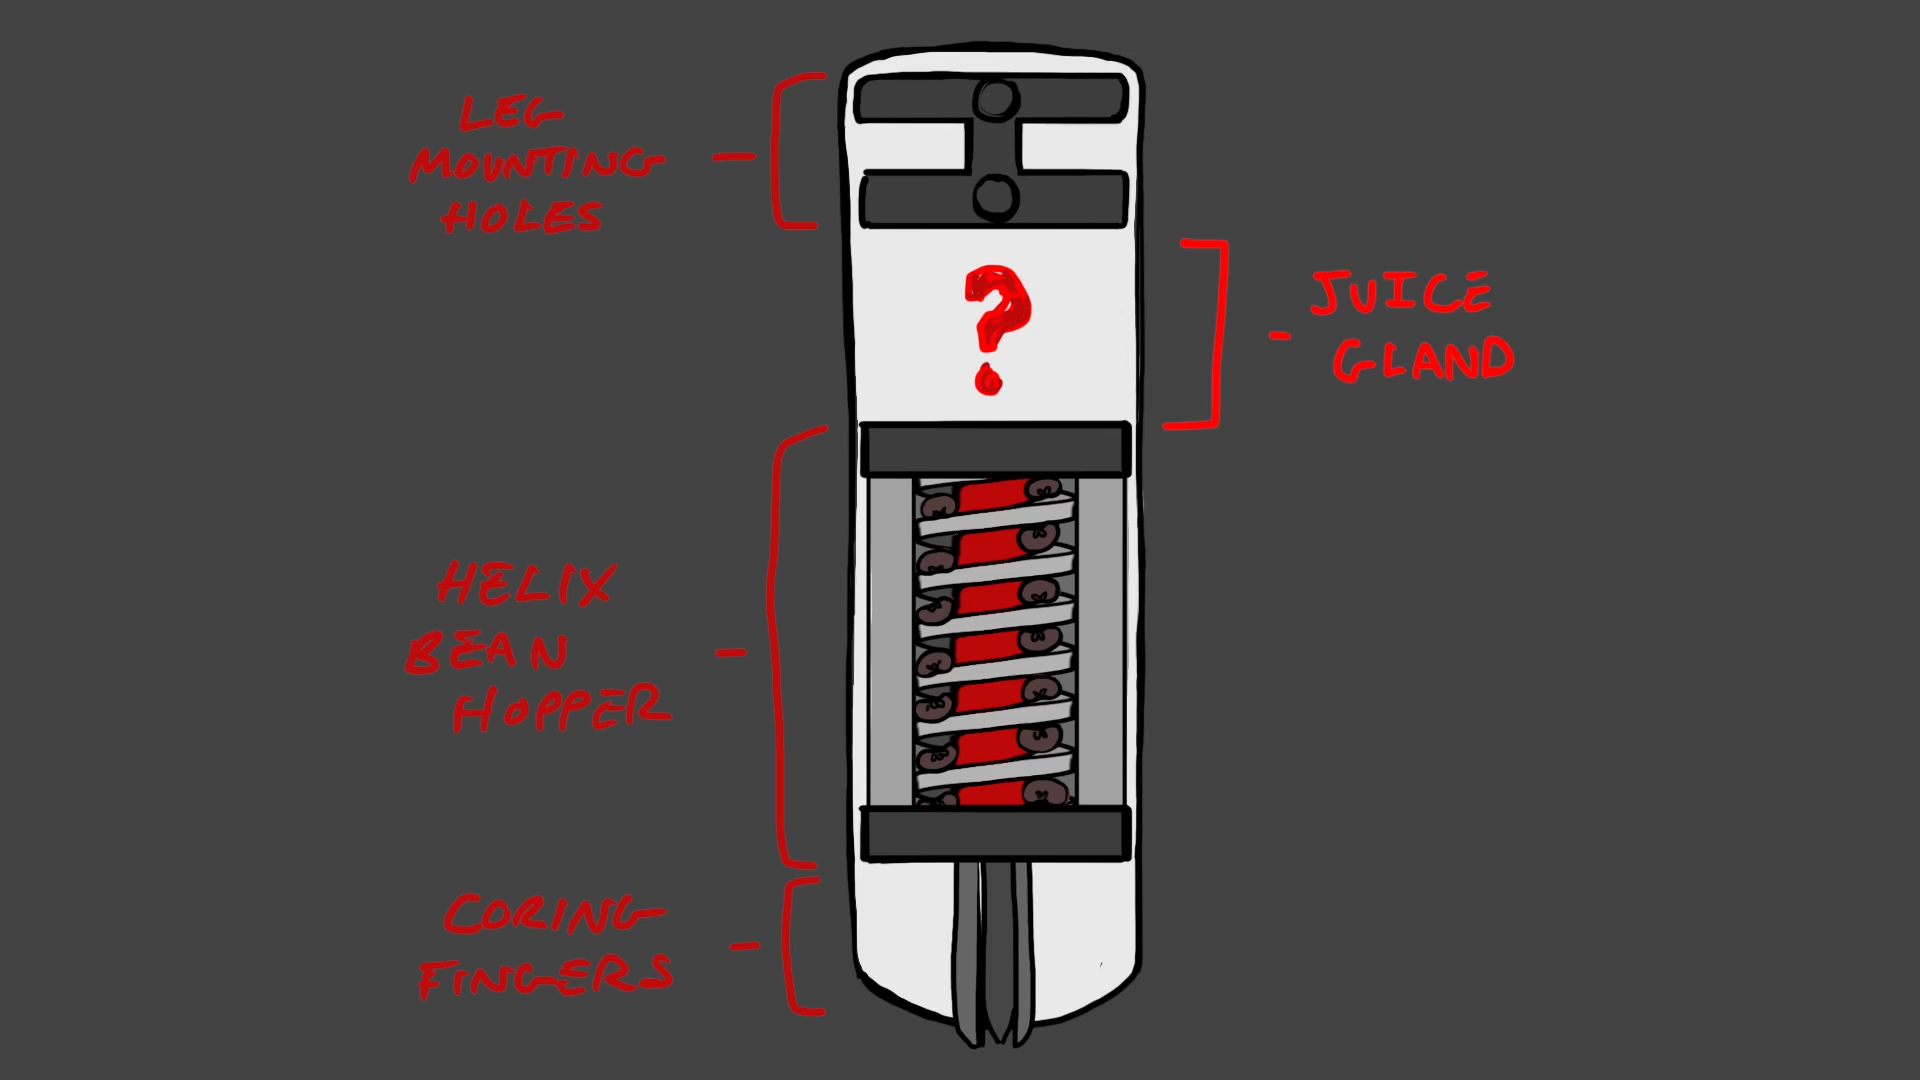 LEG
MOUNTING
HOLES
?
JUICE
GLAND
HELIX
BEAN
HOPPER
CORING
FINGERS